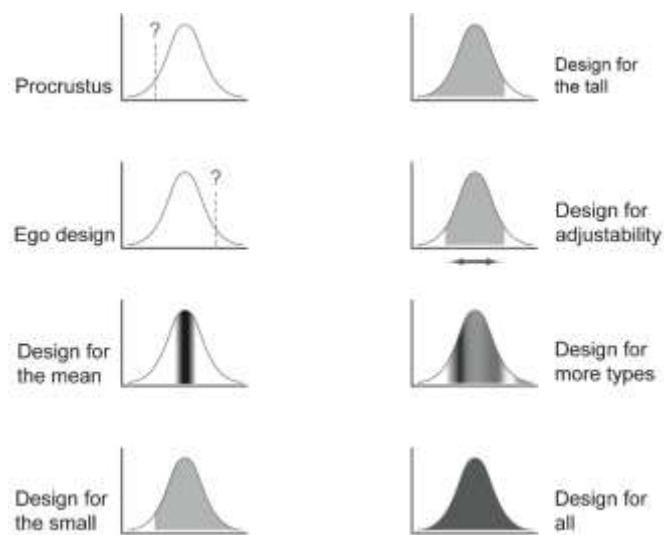 ?
Procrustus
Design for
the tall
?
Ego design
Design for
adjustability
Design for
the mean
Design for
more types
Design for
the small
Design for
all